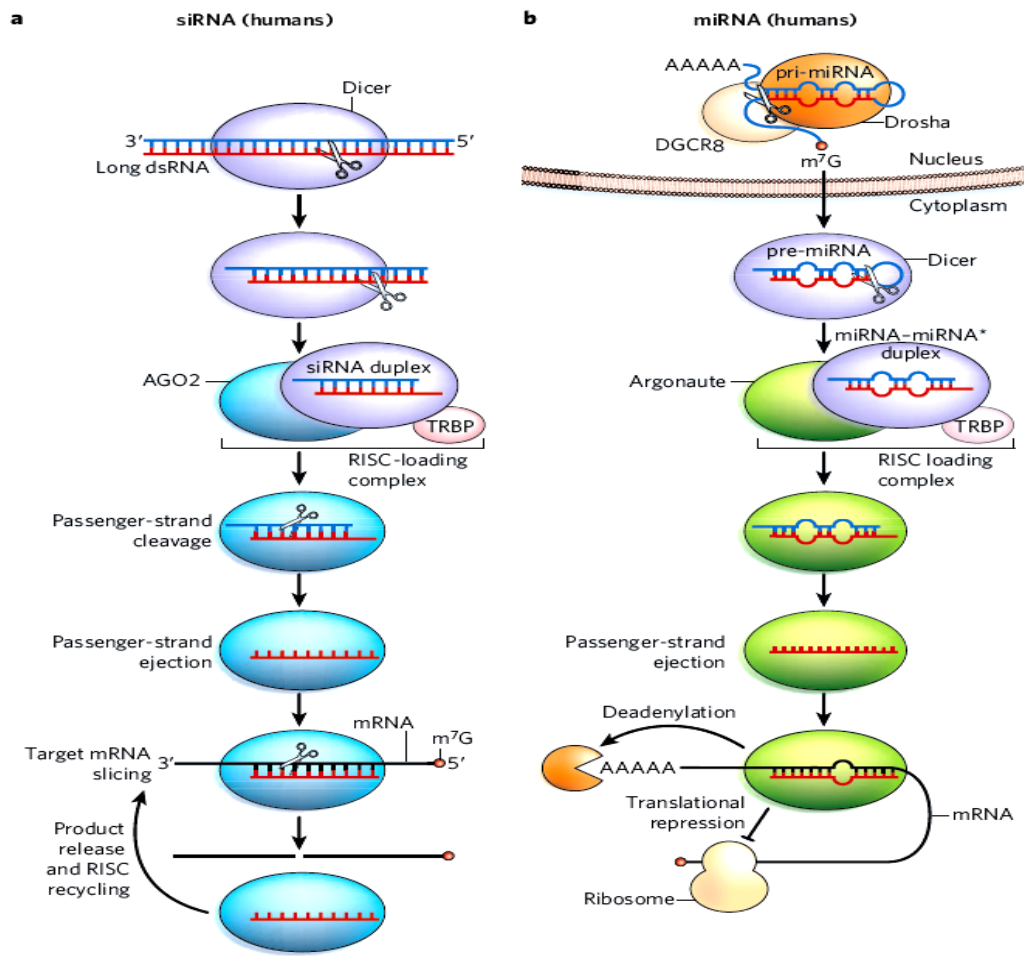 a
siRNA (humans)
Dicer
3′
5′
Long dsRNA
siRNA duplex
AGO2
TRBP
RISC-loading
complex
Passenger-strand
cleavage
Passenger-strand
ejection
mRNA
m⁷G
Target mRNA
slicing
3′
5′
Product
release
and RISC
recycling
b
miRNA (humans)
AAAAA
pri-miRNA
Drosha
DGCR8
m⁷G
Nucleus
Cytoplasm
pre-miRNA
Dicer
miRNA–miRNA*
duplex
Argonaute
TRBP
RISC loading
complex
Passenger-strand
ejection
Deadenylation
AAAAA
Translational
repression
mRNA
Ribosome